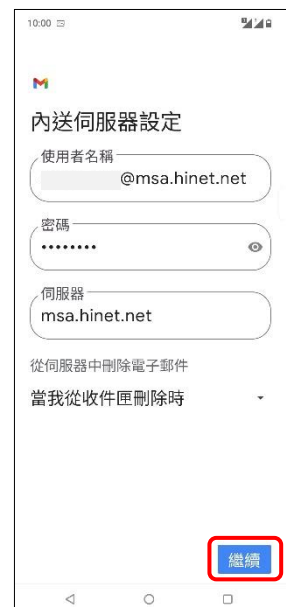 10:00
內送伺服器設定
使用者名稱
@msa.hinet.net
密碼
••••••••
伺服器
msa.hinet.net
從伺服器中刪除電子郵件
當我從收件匣刪除時
繼續